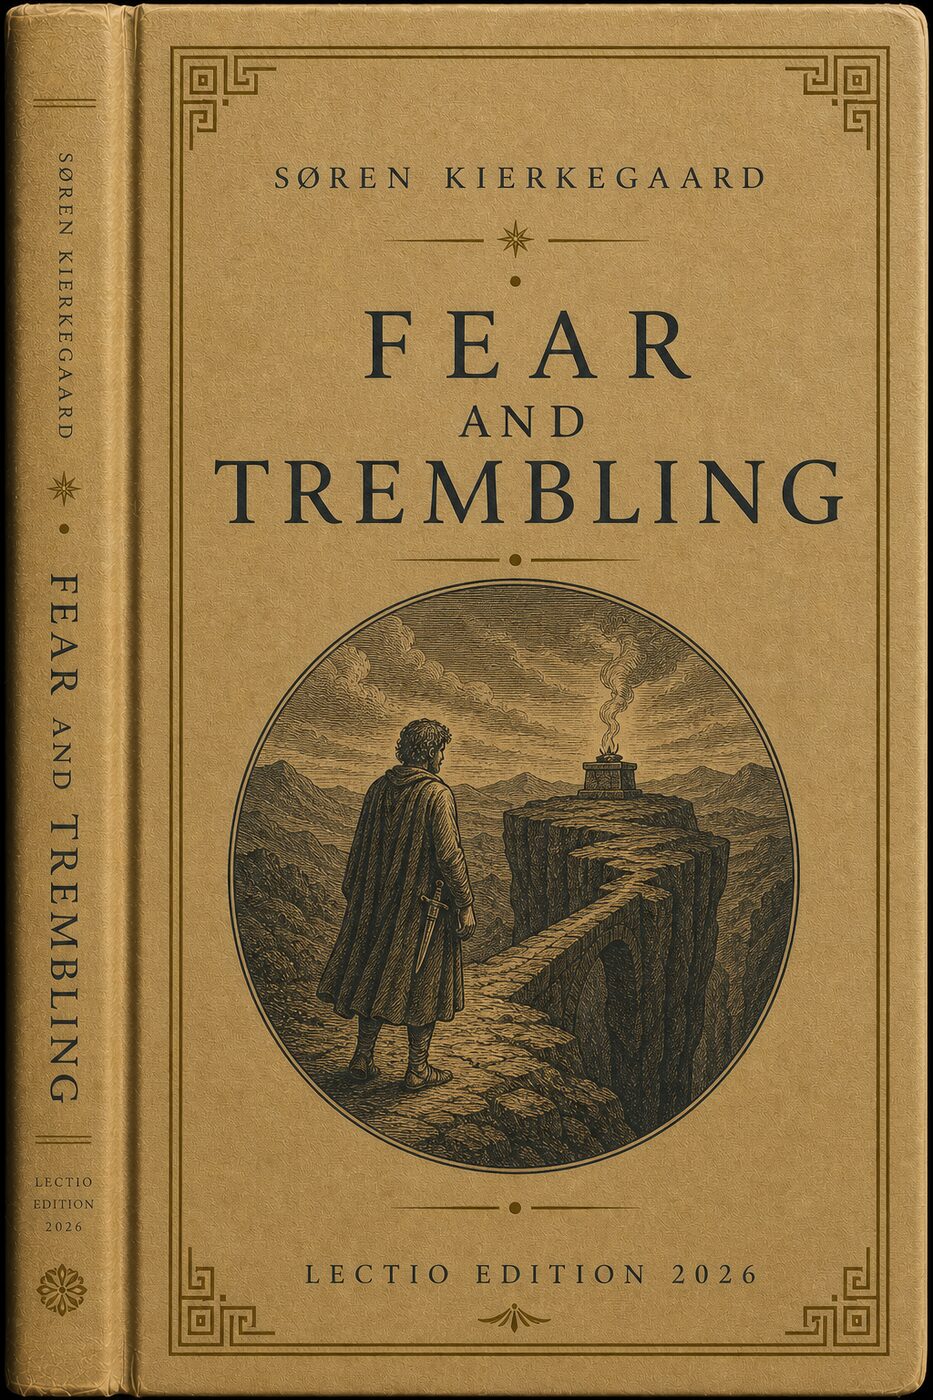 SØREN KIERKEGAARD
FEAR
AND
TREMBLING
LECTIO EDITION 2026
SØREN KIERKEGAARD
FEAR AND TREMBLING
LECTIO
EDITION
2026